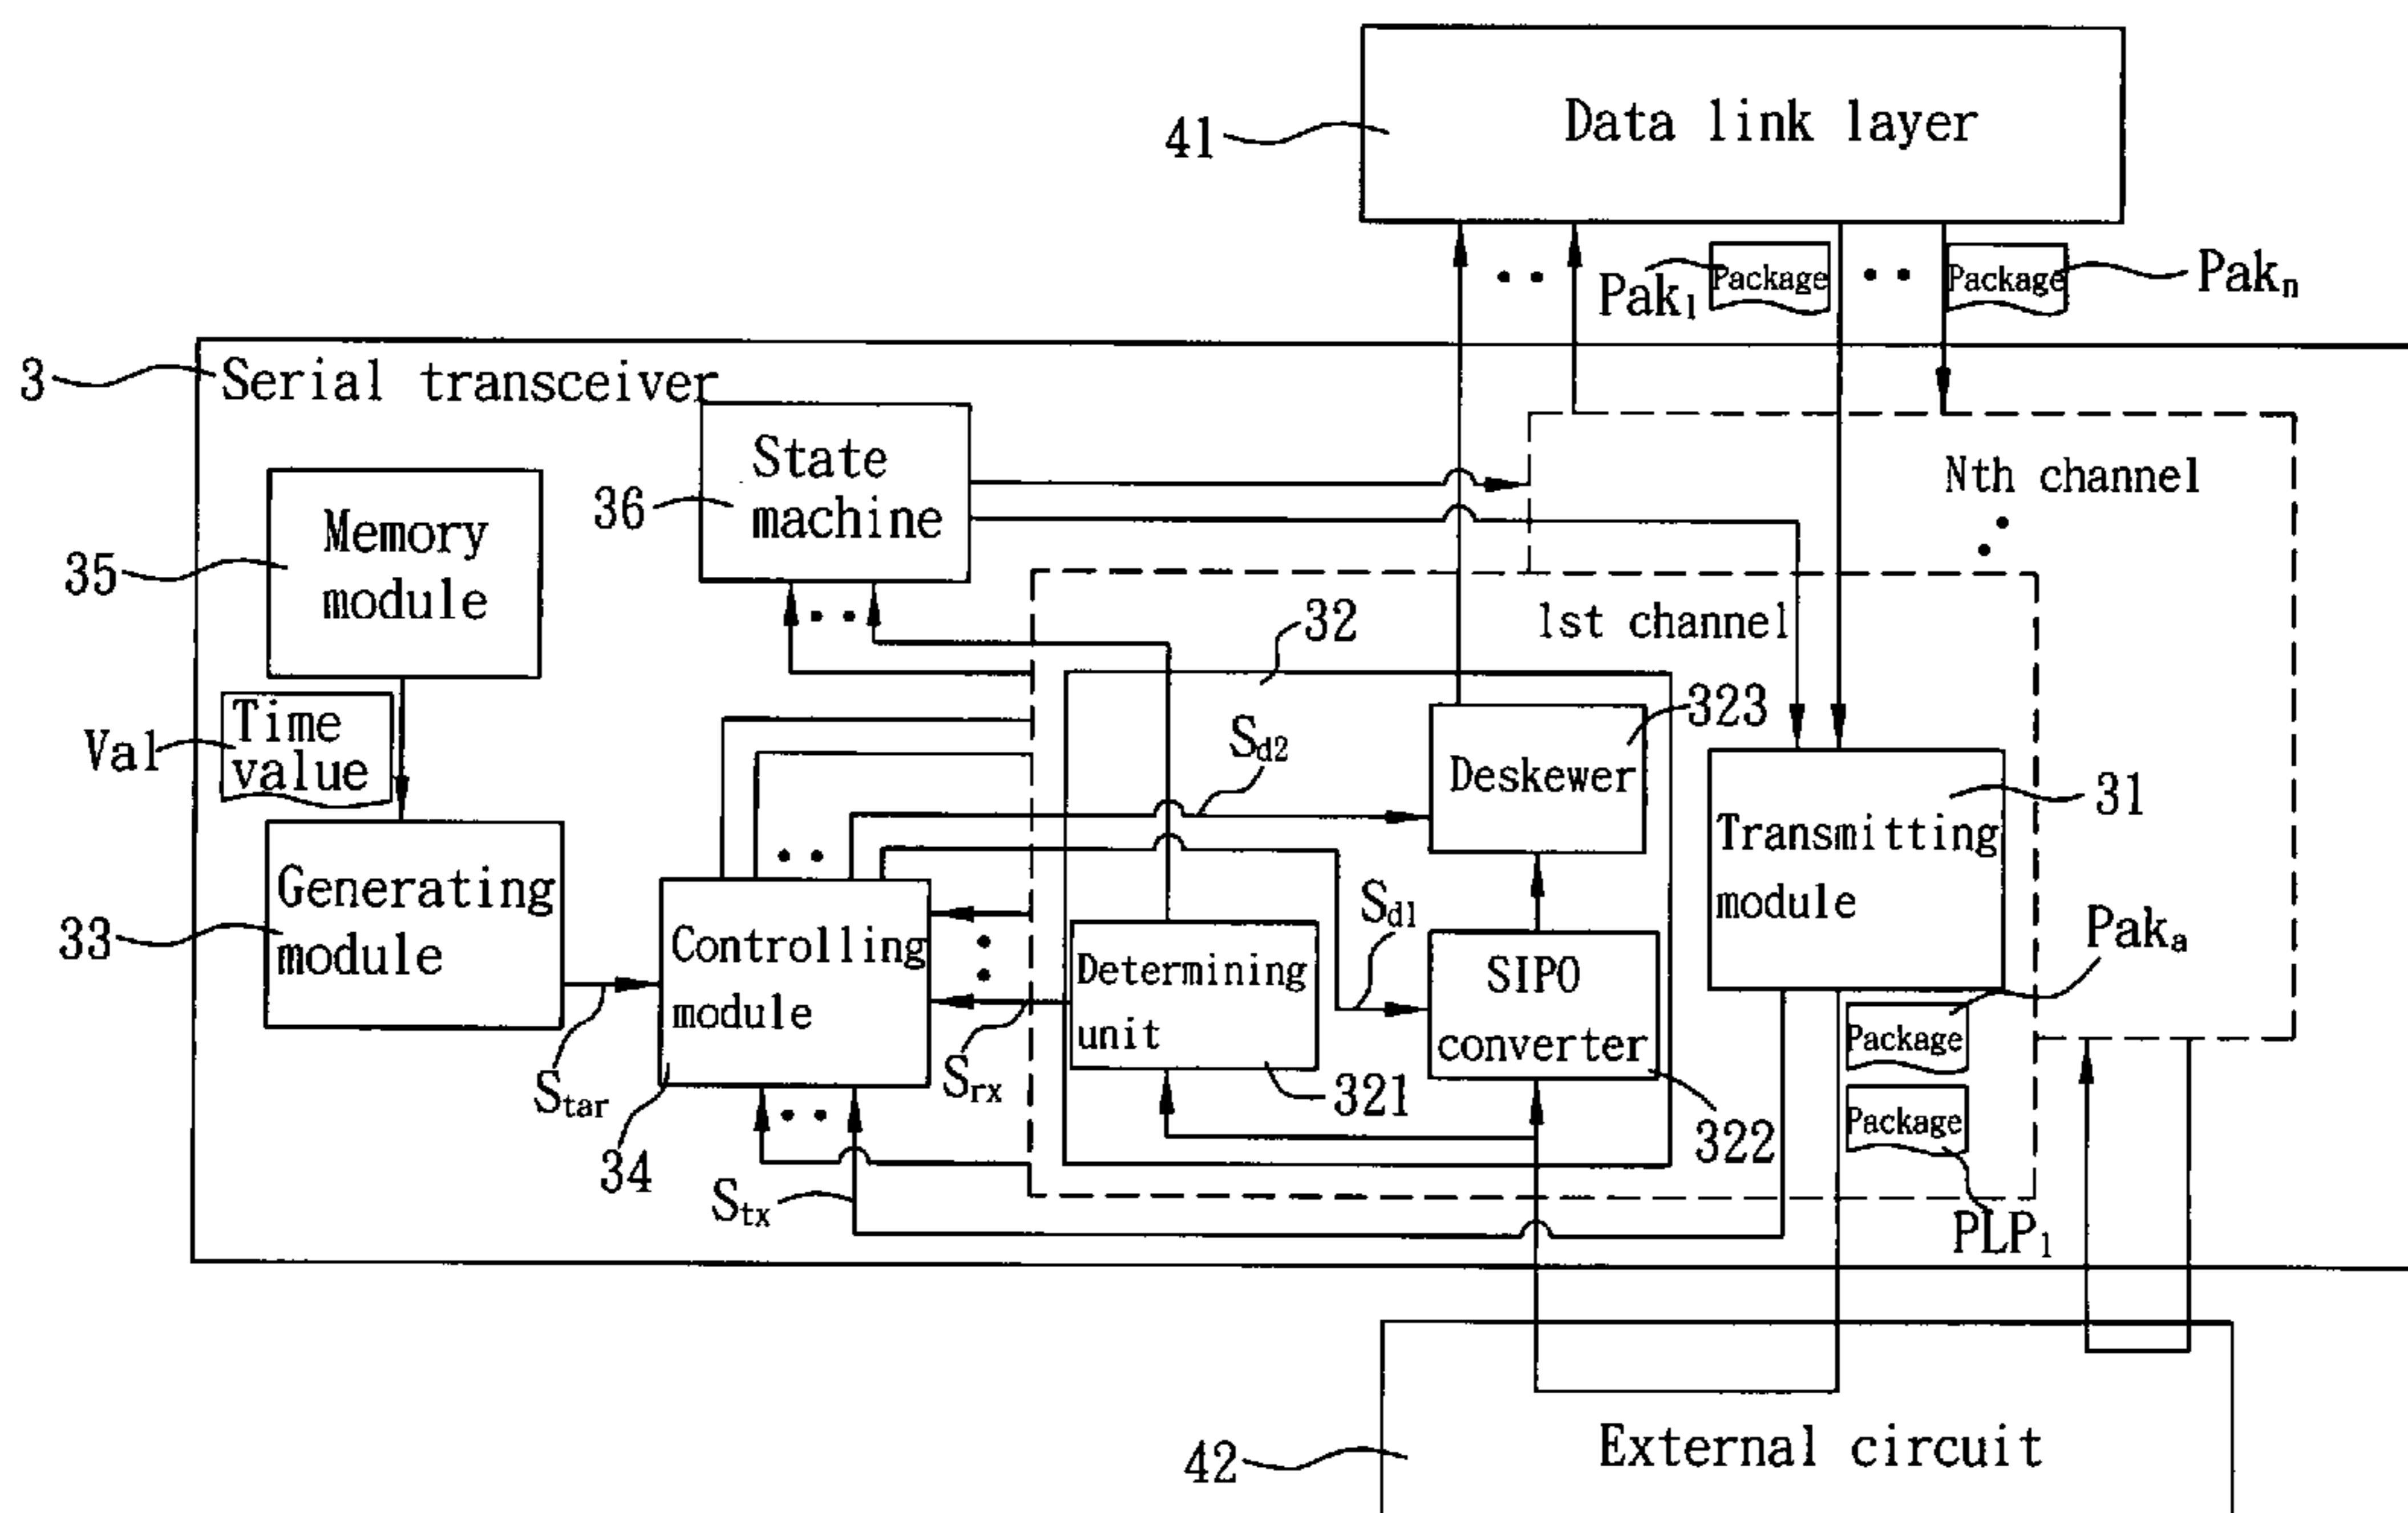 Data link layer
41
Pak1
Package
Package
Pakn
3
Serial transceiver
State
machine
36
Nth channel
Memory
module
35
1st channel
32
323
Time
value
Val
Sd2
Deskewer
31
Transmitting
module
Generating
module
33
Sd1
Paka
Controlling
module
Determining
unit
SIPO
converter
Package
Star
Srx
321
322
Package
34
Stx
PLP1
External circuit
42